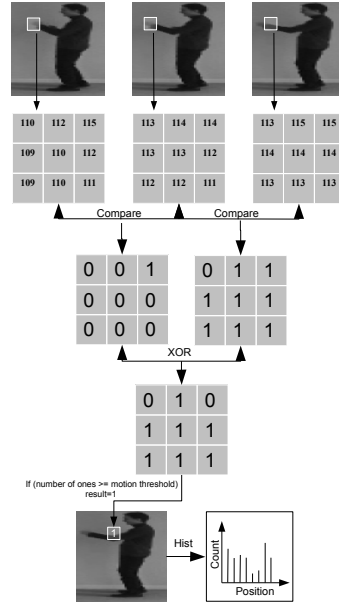 110 112 115 113 114 114 113 115 115
109 110 112 113 113 112 114 114 114
109 110 111 112 112 111 113 113 113
Compare Compare
0 0 1 0 1 1
0 0 0 1 1 1
0 0 0 1 1 1
XOR
0 1 0
1 1 1
1 1 1
If (number of ones >= motion threshold)
result=1
1
Hist
Count
Position